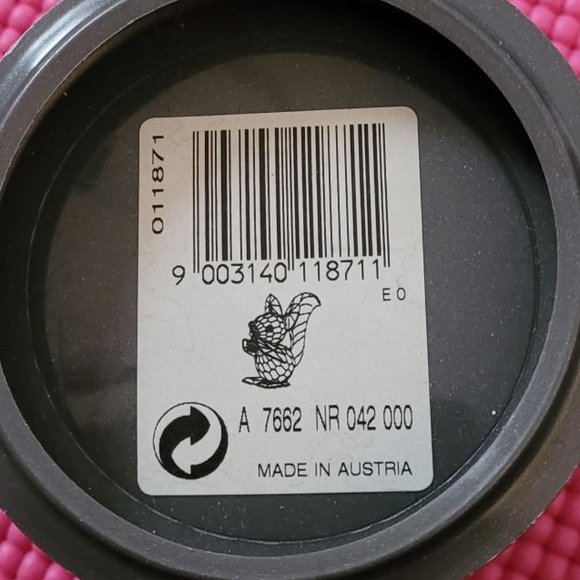 011871
9 003140 118711
E 0
A 7662 NR 042 000
MADE IN AUSTRIA